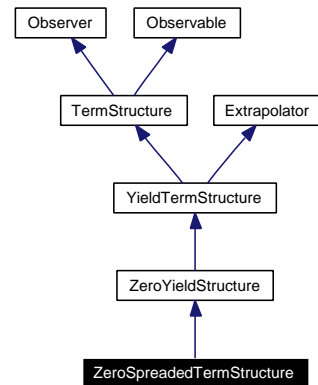 Observer Observable
TermStructure Extrapolator
YieldTermStructure
ZeroYieldStructure
ZeroSpreadedTermStructure